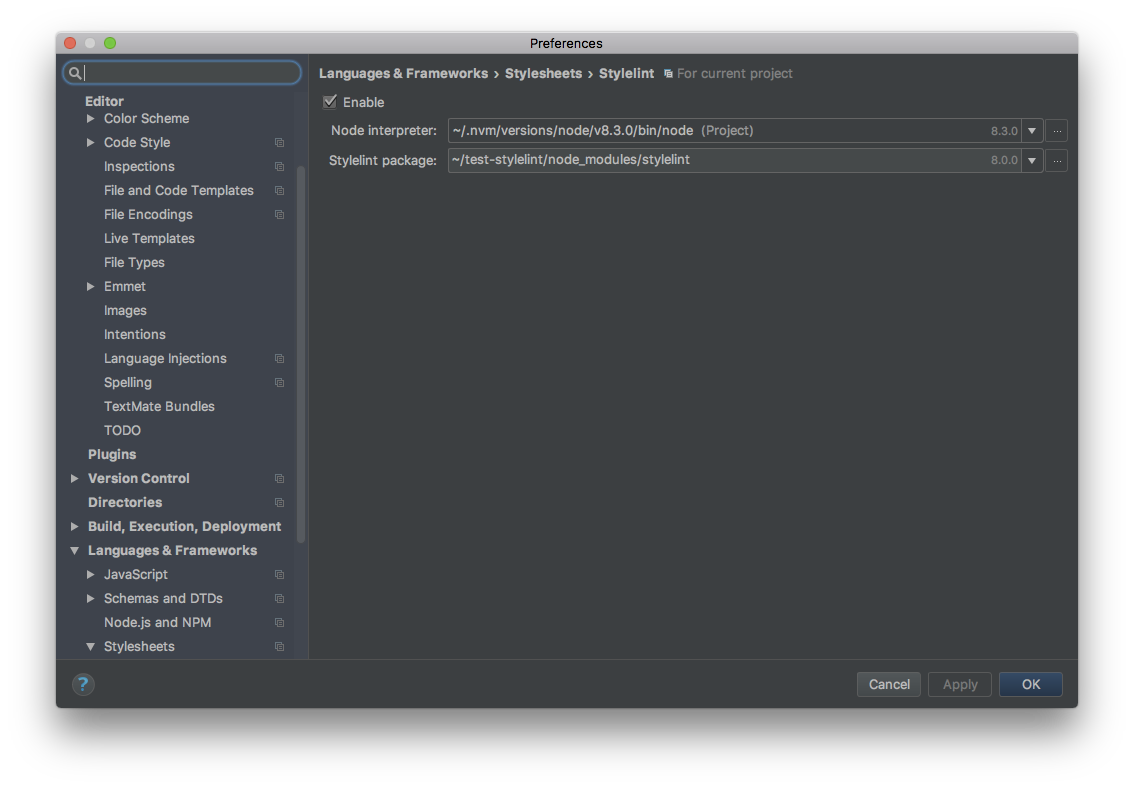 Preferences
Editor
Color Scheme
Code Style
Inspections
File and Code Templates
File Encodings
Live Templates
File Types
Emmet
Images
Intentions
Language Injections
Spelling
TextMate Bundles
TODO
Plugins
Version Control
Directories
Build, Execution, Deployment
Languages & Frameworks
JavaScript
Schemas and DTDs
Node.js and NPM
Stylesheets
Languages & Frameworks › Stylesheets › Stylelint For current project
Enable
Node interpreter: ~/.nvm/versions/node/v8.3.0/bin/node (Project) 8.3.0 ...
Stylelint package: ~/test-stylelint/node_modules/stylelint 8.0.0 ...
? Cancel Apply OK